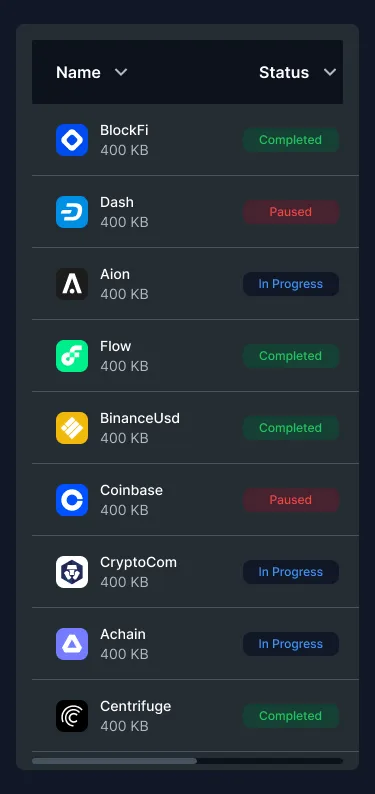 Name Status
BlockFi
400 KB
Completed
Dash
400 KB
Paused
Aion
400 KB
In Progress
Flow
400 KB
Completed
BinanceUsd
400 KB
Completed
Coinbase
400 KB
Paused
CryptoCom
400 KB
In Progress
Achain
400 KB
In Progress
Centrifuge
400 KB
Completed